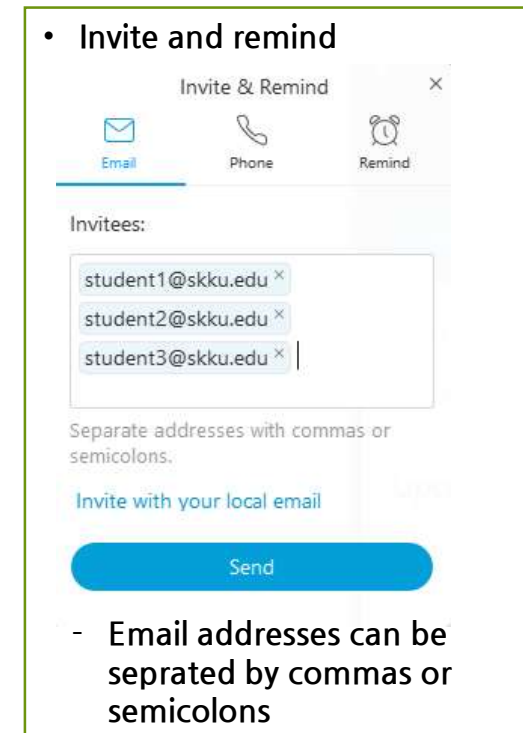 • Invite and remind
Invite & Remind ×
Email Phone Remind
Invitees:
student1@skku.edu ×
student2@skku.edu ×
student3@skku.edu ×
Separate addresses with commas or
semicolons.
Invite with your local email
Send
- Email addresses can be
seprated by commas or
semicolons